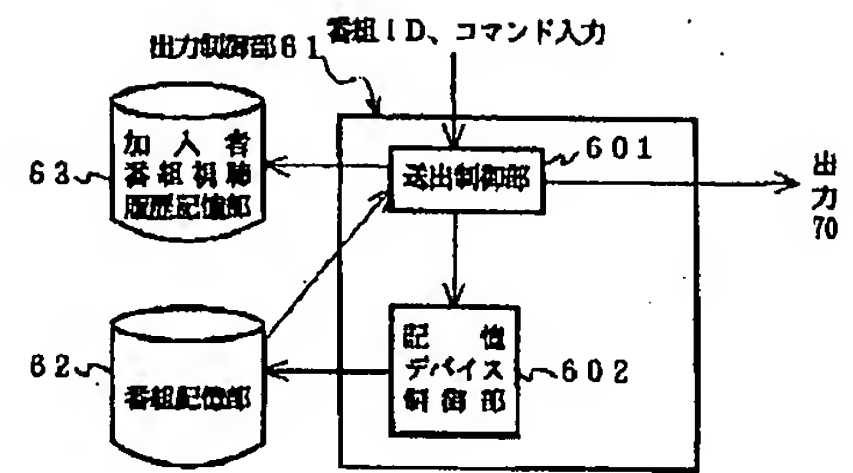 番組ID、コマンド入力
出力制御部61
加入者
番組視聴
履歴記憶部
63
送出制御部
601
出力
70
記憶
デバイス
制御部
602
番組記憶部
62